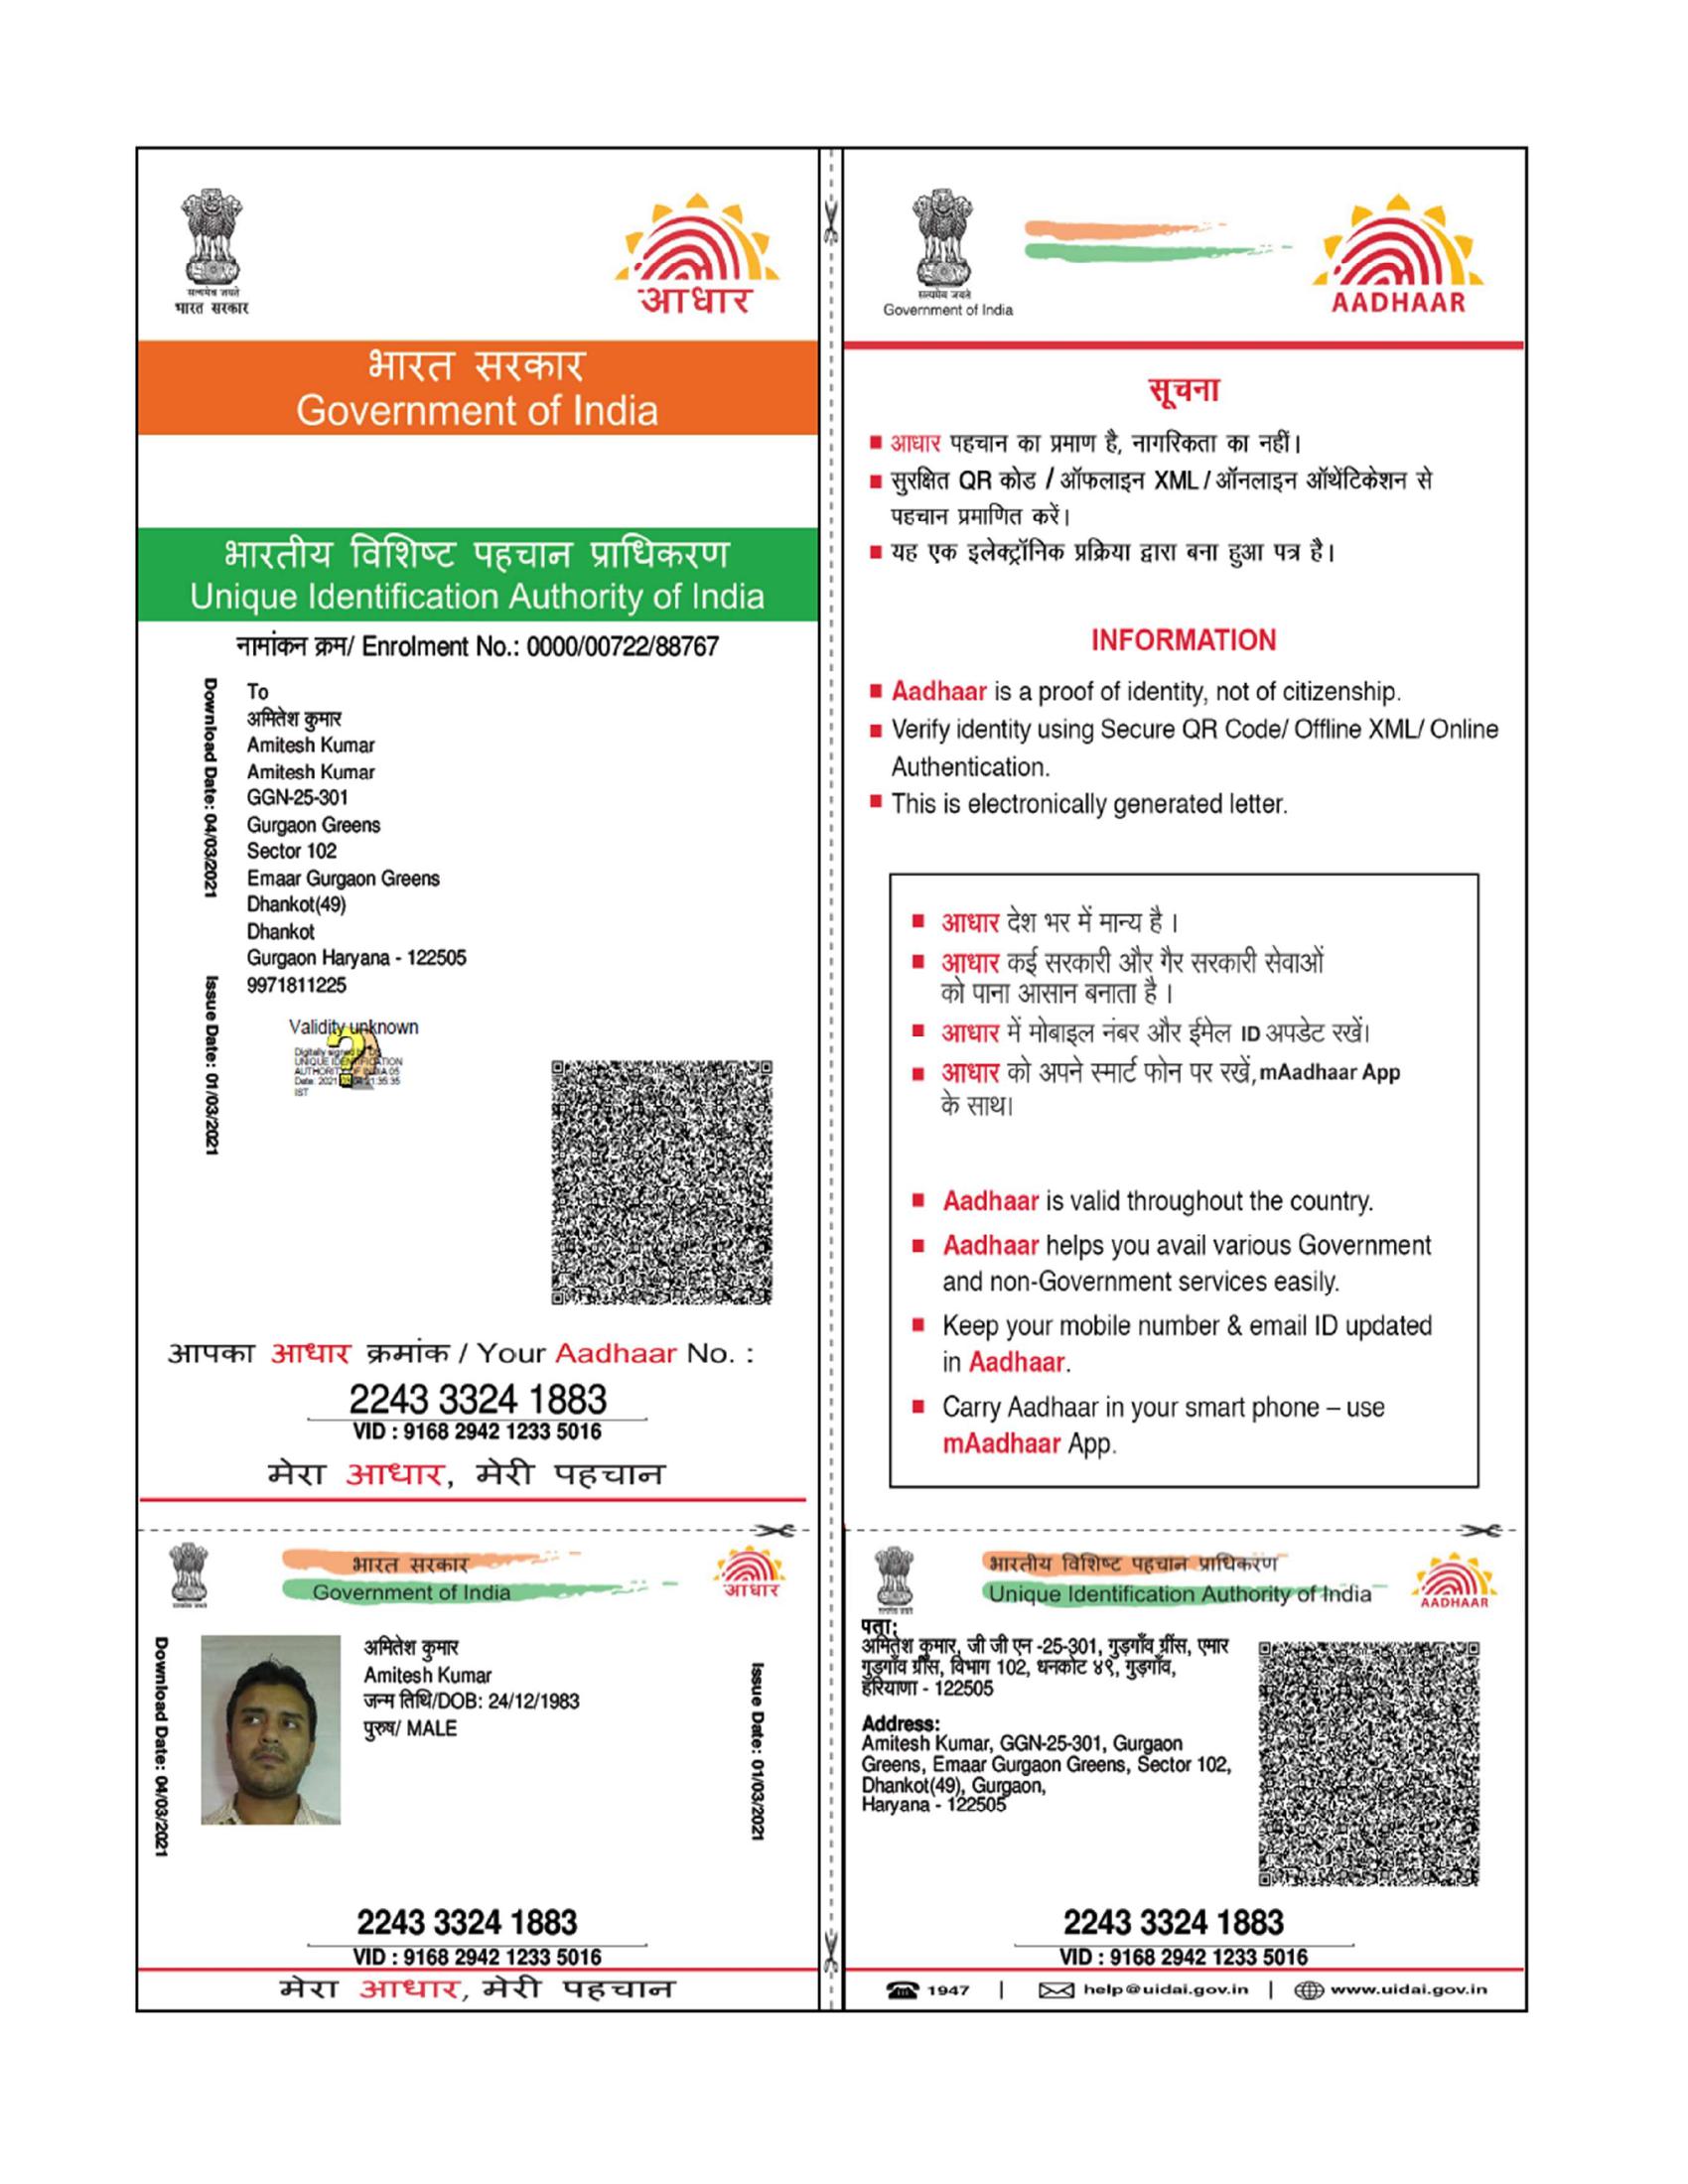 सत्यमेव जयते
भारत सरकार
आधार
भारत सरकार
Government of India
भारतीय विशिष्ट पहचान प्राधिकरण
Unique Identification Authority of India
नामांकन क्रम/ Enrolment No.: 0000/00722/88767
Download Date: 04/03/2021
Issue Date: 01/03/2021
To
अमितेश कुमार
Amitesh Kumar
Amitesh Kumar
GGN-25-301
Gurgaon Greens
Sector 102
Emaar Gurgaon Greens
Dhankot(49)
Dhankot
Gurgaon Haryana - 122505
9971811225
Validity unknown
Digitally signed
UNIQUE IDENTIFICATION
AUTHORITY OF INDIA 05
Date: 2021 21:35:35
IST
आपका आधार क्रमांक / Your Aadhaar No. :
2243 3324 1883
VID : 9168 2942 1233 5016
मेरा आधार, मेरी पहचान
सत्यमेव जयते
Government of India
AADHAAR
सूचना
आधार पहचान का प्रमाण है, नागरिकता का नहीं।
सुरक्षित QR कोड / ऑफलाइन XML / ऑनलाइन ऑथेंटिकेशन से
पहचान प्रमाणित करें।
यह एक इलेक्ट्रॉनिक प्रक्रिया द्वारा बना हुआ पत्र है।
INFORMATION
Aadhaar is a proof of identity, not of citizenship.
Verify identity using Secure QR Code/ Offline XML/ Online
Authentication.
This is electronically generated letter.
आधार देश भर में मान्य है ।
आधार कई सरकारी और गैर सरकारी सेवाओं
को पाना आसान बनाता है ।
आधार में मोबाइल नंबर और ईमेल ID अपडेट रखें।
आधार को अपने स्मार्ट फोन पर रखें, mAadhaar App
के साथ।
Aadhaar is valid throughout the country.
Aadhaar helps you avail various Government
and non-Government services easily.
Keep your mobile number & email ID updated
in Aadhaar.
Carry Aadhaar in your smart phone – use
mAadhaar App.
भारत सरकार
Government of India
आधार
Download Date: 04/03/2021
अमितेश कुमार
Amitesh Kumar
जन्म तिथि/DOB: 24/12/1983
पुरुष/ MALE
Issue Date: 01/03/2021
2243 3324 1883
VID : 9168 2942 1233 5016
मेरा आधार, मेरी पहचान
भारतीय विशिष्ट पहचान प्राधिकरण
Unique Identification Authority of India
AADHAAR
पता:
अमितेश कुमार, जी जी एन -25-301, गुड़गाँव ग्रींस, एमार
गुड़गाँव ग्रींस, विभाग 102, धनकोट ४९, गुड़गाँव,
हरियाणा - 122505
Address:
Amitesh Kumar, GGN-25-301, Gurgaon
Greens, Emaar Gurgaon Greens, Sector 102,
Dhankot(49), Gurgaon,
Haryana - 122505
2243 3324 1883
VID : 9168 2942 1233 5016
1947 | help@uidai.gov.in | www.uidai.gov.in